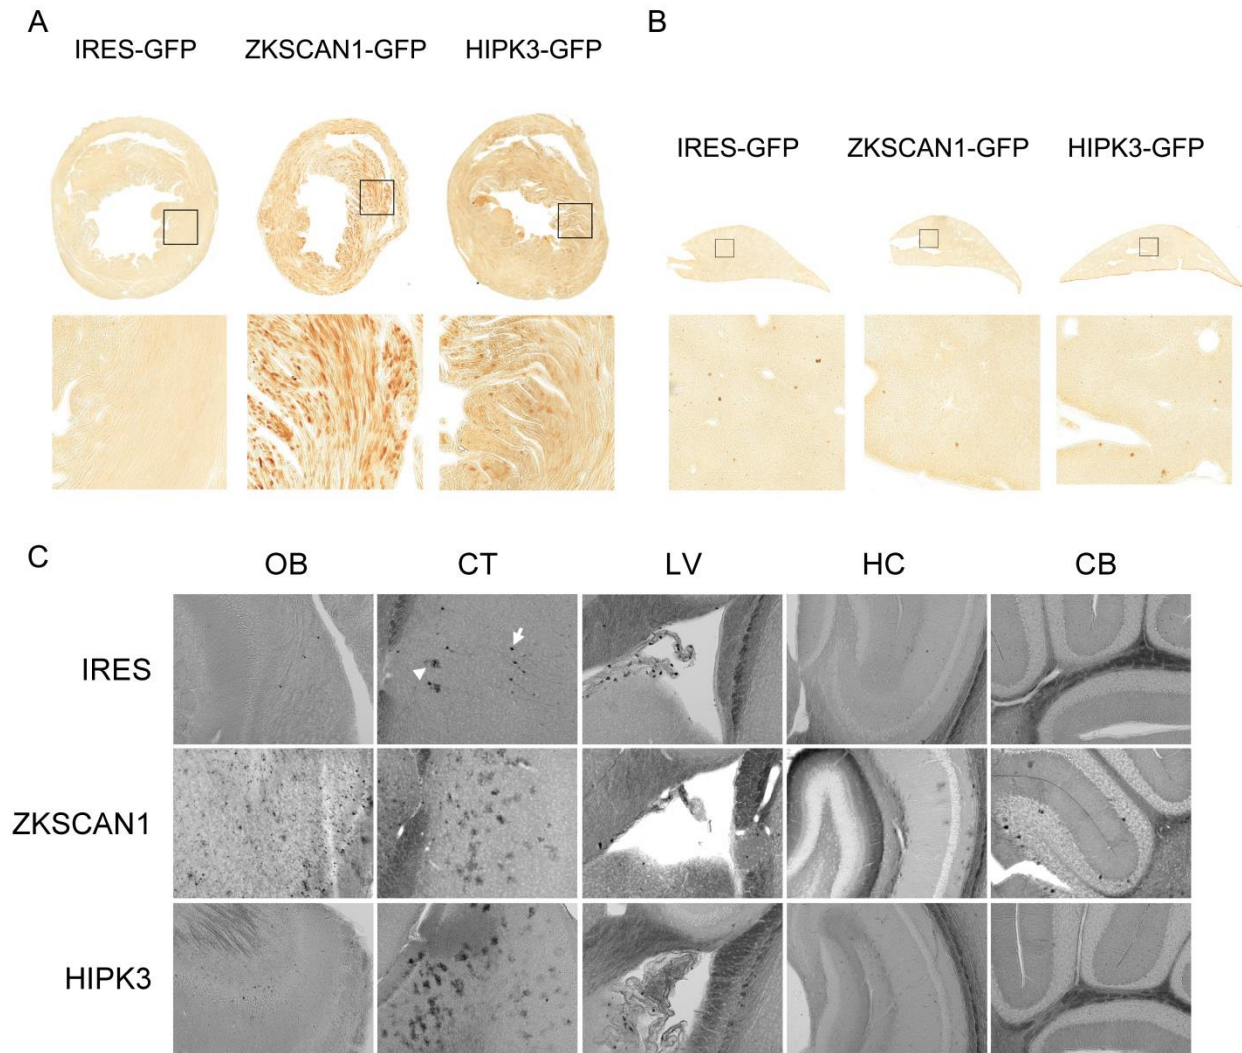 A
IRES-GFP ZKSCAN1-GFP HIPK3-GFP
B
IRES-GFP ZKSCAN1-GFP HIPK3-GFP
C
OB CT LV HC CB
IRES
ZKSCAN1
HIPK3